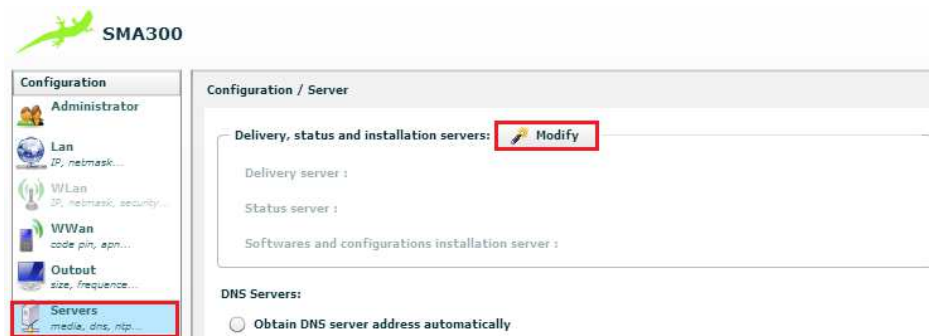 SMA300
Configuration
Administrator
Lan
IP, netmask...
WLan
IP, netmask, security...
WWan
code pin, apn...
Output
size, frequence...
Servers
media, dns, ntp...
Configuration / Server
Delivery, status and installation servers: Modify
Delivery server :
Status server :
Softwares and configurations installation server :
DNS Servers:
Obtain DNS server address automatically